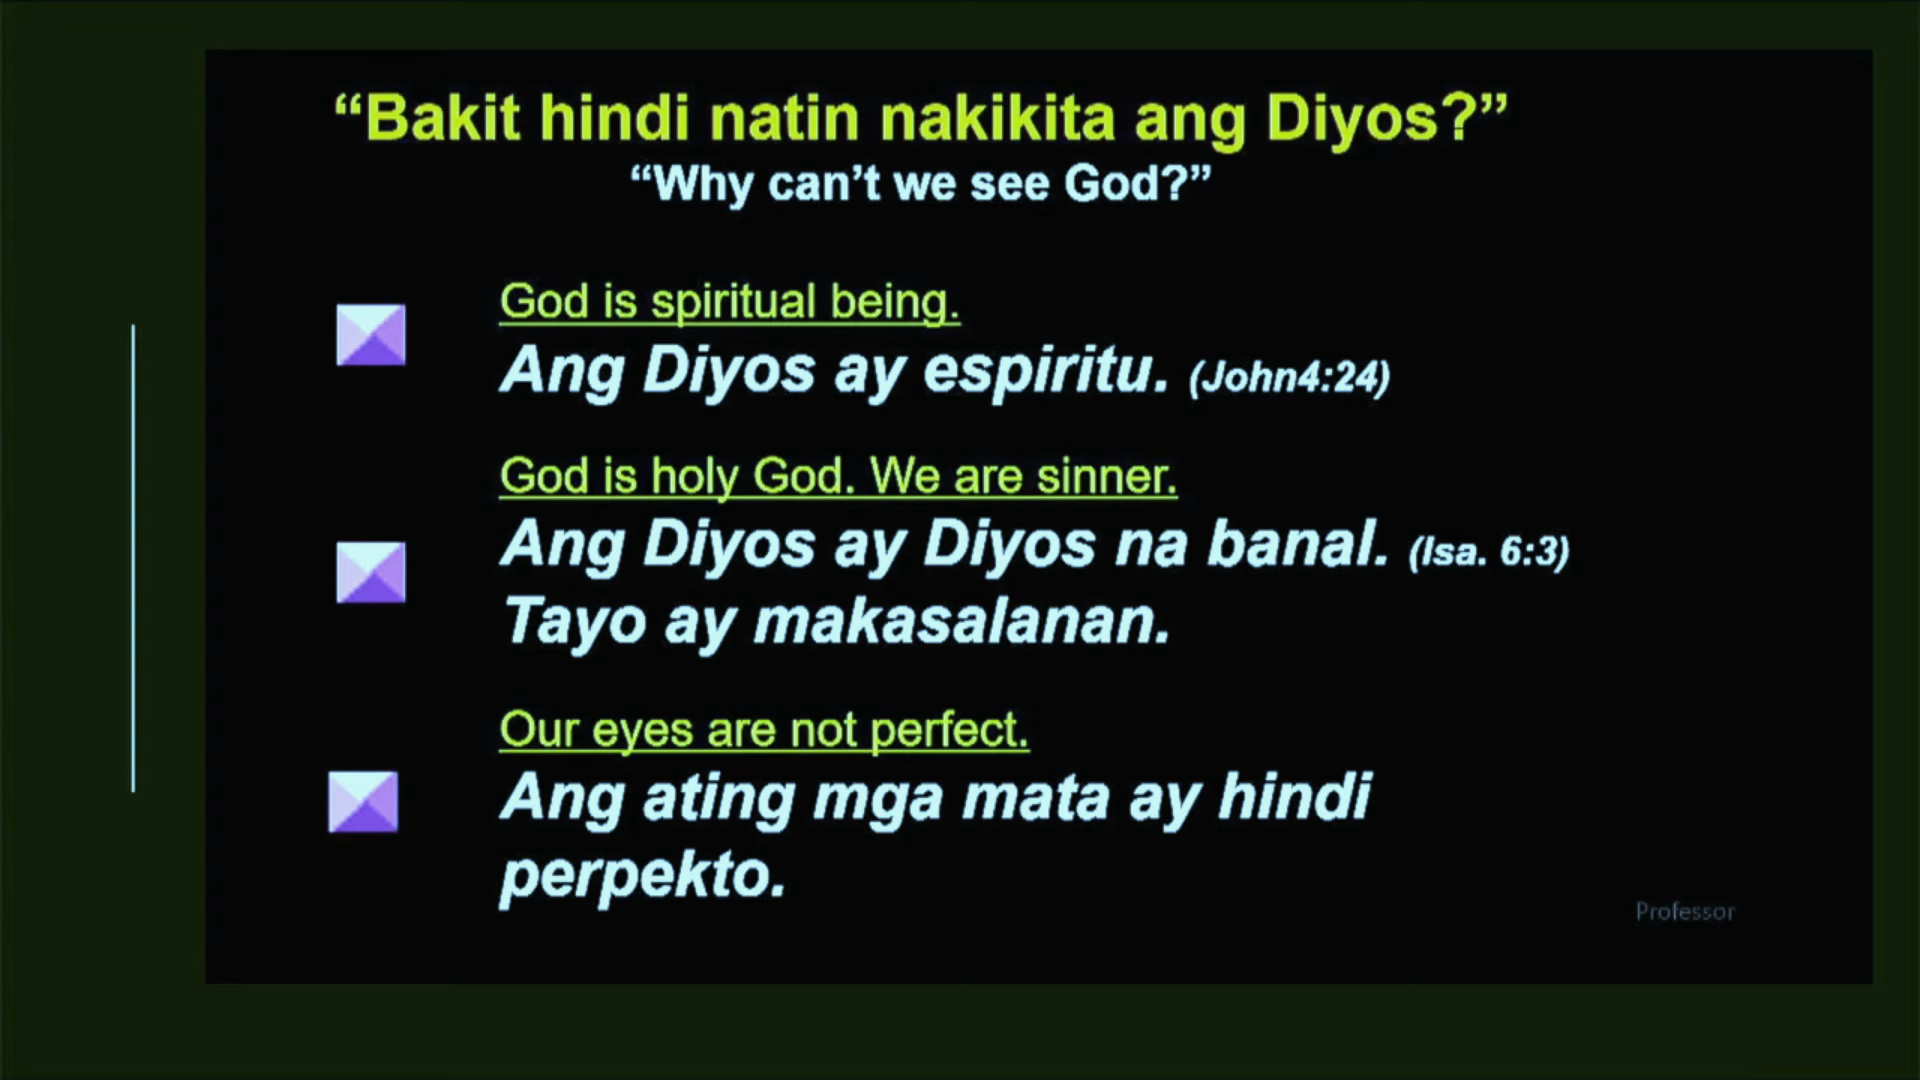 “Bakit hindi natin nakikita ang Diyos?”
“Why can’t we see God?”
God is spiritual being.
Ang Diyos ay espiritu. (John4:24)
God is holy God. We are sinner.
Ang Diyos ay Diyos na banal. (Isa. 6:3)
Tayo ay makasalanan.
Our eyes are not perfect.
Ang ating mga mata ay hindi
perpekto.
Professor